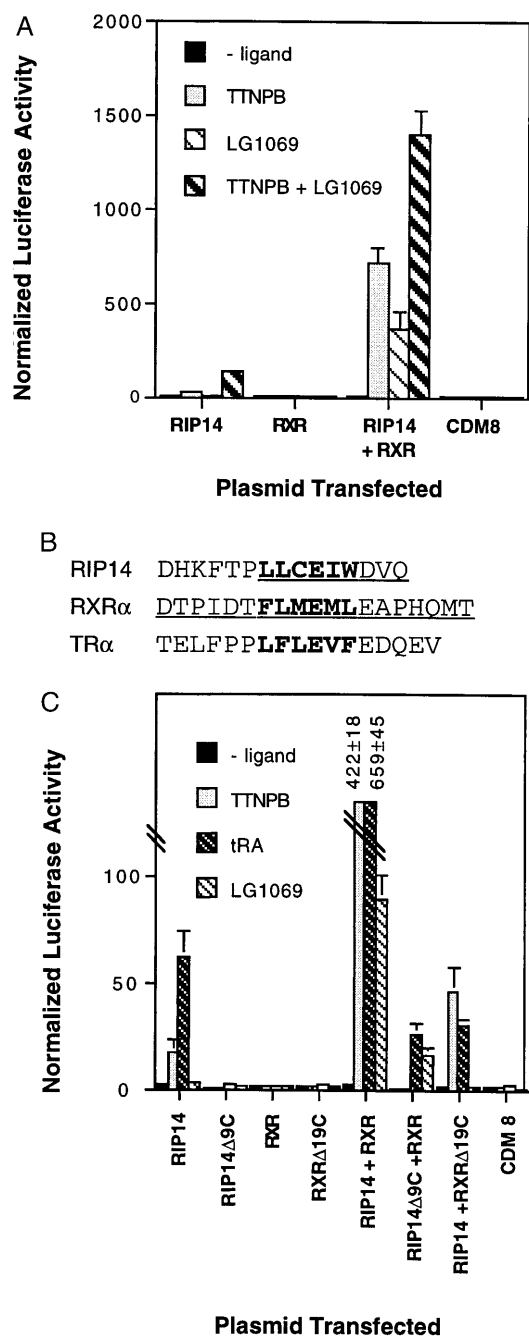 A
2000
1500
1000
500
0
Normalized Luciferase Activity
- ligand
TTNPB
LG1069
TTNPB + LG1069
RIP14
RXR
RIP14
+ RXR
CDM8
Plasmid Transfected
B
RIP14 DHKFTPLLCEIWDVQ
RXRα DTPIDTFLMEMLEAPHQMT
TRα TELFPPLFLEVFEDQEV
C
100
50
0
Normalized Luciferase Activity
- ligand
TTNPB
tRA
LG1069
422±18
659±45
RIP14
RIP14Δ9C
RXR
RXRΔ19C
RIP14 + RXR
RIP14Δ9C +RXR
RIP14 +RXRΔ19C
CDM 8
Plasmid Transfected